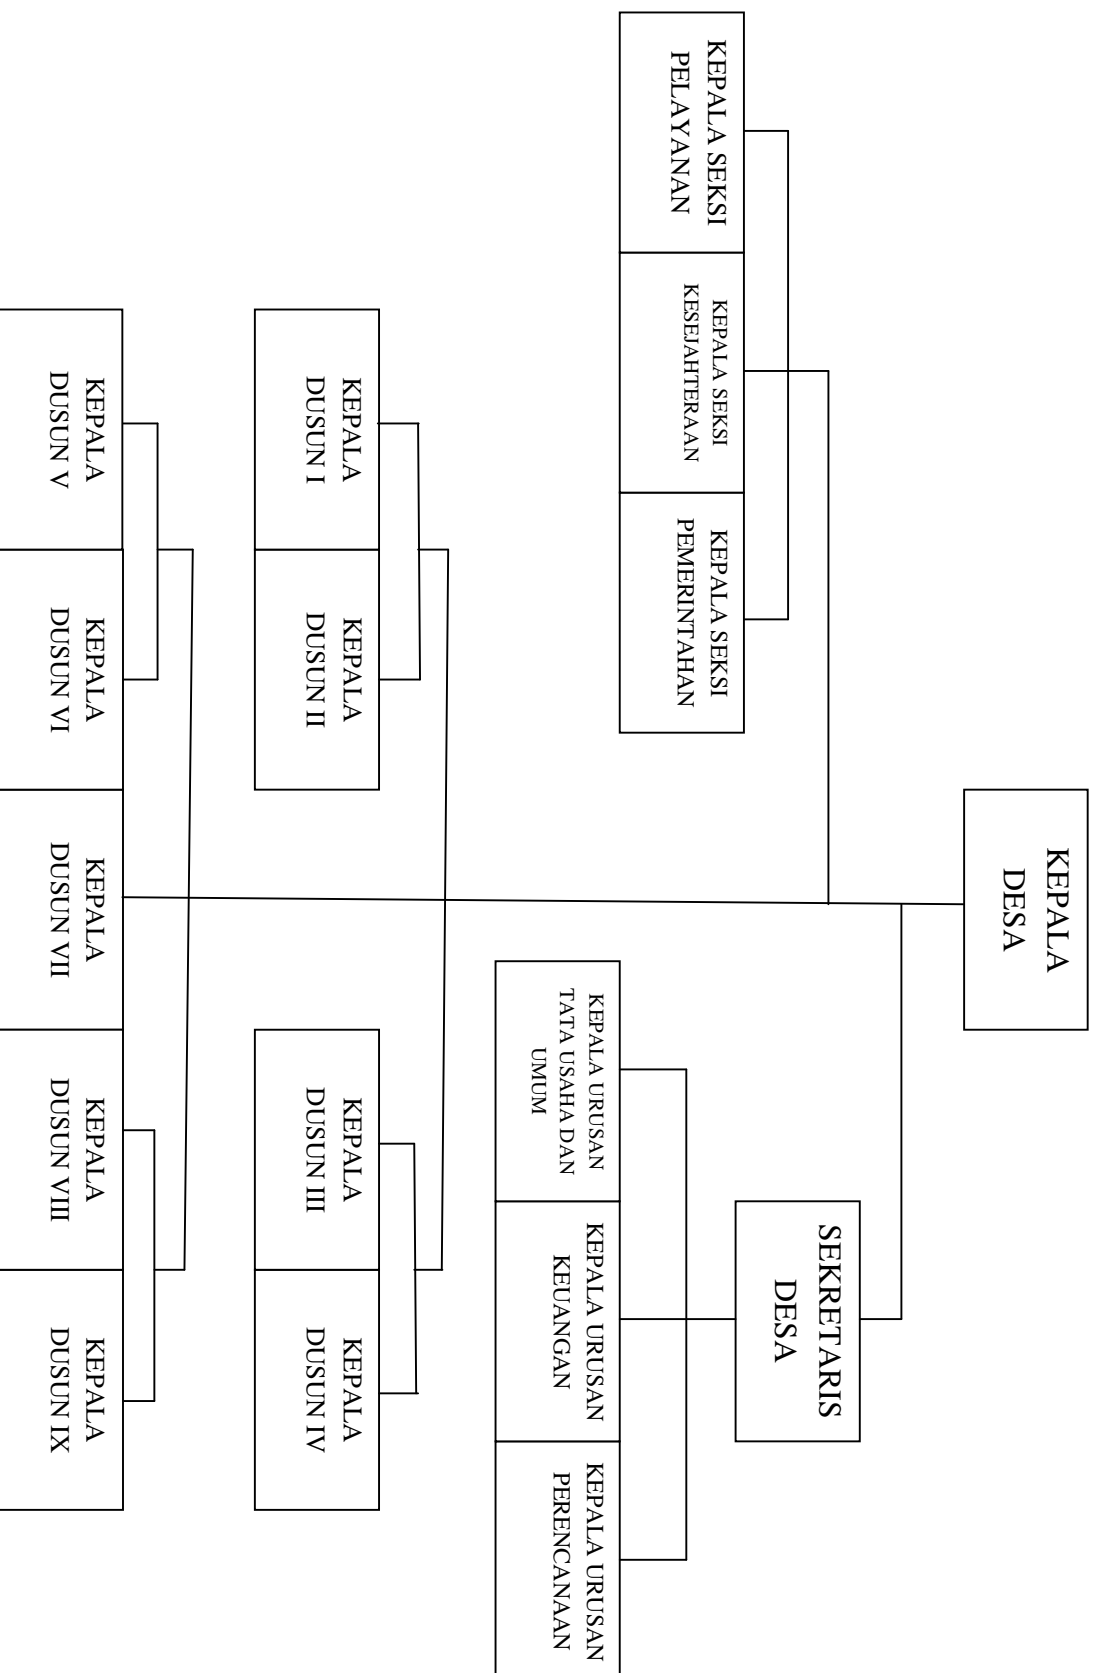 KEPALA
DESA
SEKRETARIS
DESA
KEPALA SEKSI
PELAYANAN
KEPALA SEKSI
KESEJAHTERAAN
KEPALA SEKSI
PEMERINTAHAN
KEPALA URUSAN
TATA USAHA DAN
UMUM
KEPALA URUSAN
KEUANGAN
KEPALA URUSAN
PERENCANAAN
KEPALA
DUSUN I
KEPALA
DUSUN II
KEPALA
DUSUN III
KEPALA
DUSUN IV
KEPALA
DUSUN V
KEPALA
DUSUN VI
KEPALA
DUSUN VII
KEPALA
DUSUN VIII
KEPALA
DUSUN IX